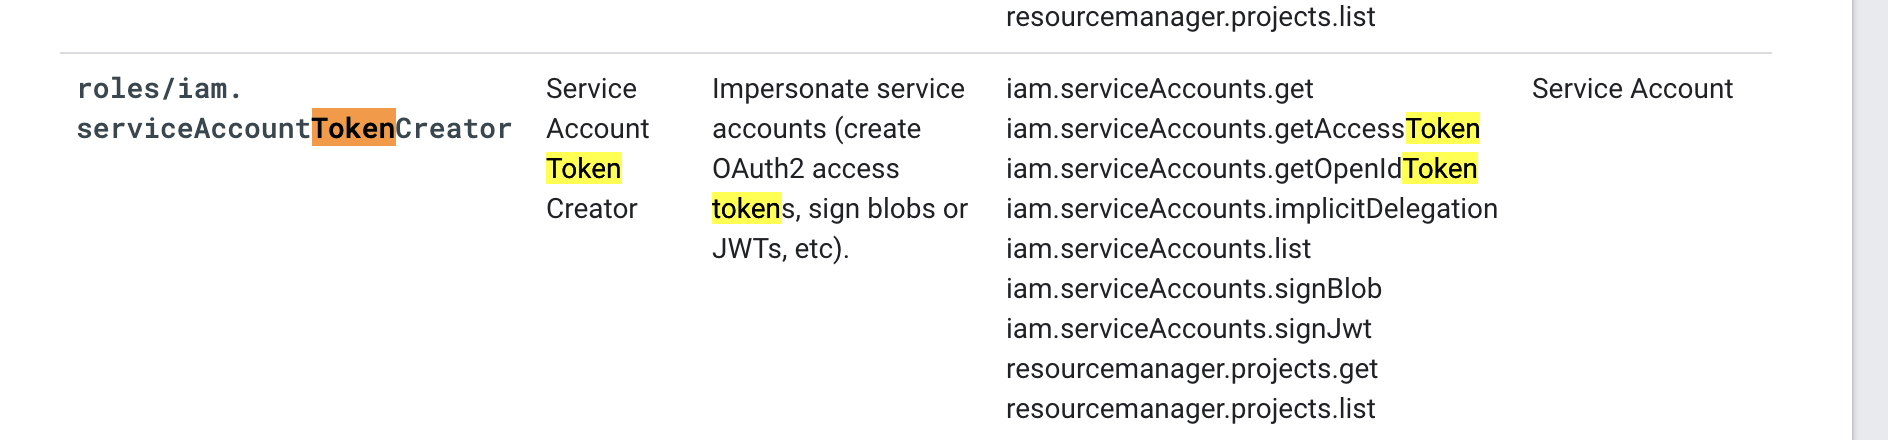 resourcemanager.projects.list
roles/iam.
serviceAccountTokenCreator
Service
Account
Token
Creator
Impersonate service
accounts (create
OAuth2 access
tokens, sign blobs or
JWTs, etc).
iam.serviceAccounts.get
iam.serviceAccounts.getAccessToken
iam.serviceAccounts.getOpenIdToken
iam.serviceAccounts.implicitDelegation
iam.serviceAccounts.list
iam.serviceAccounts.signBlob
iam.serviceAccounts.signJwt
resourcemanager.projects.get
resourcemanager.projects.list
Service Account